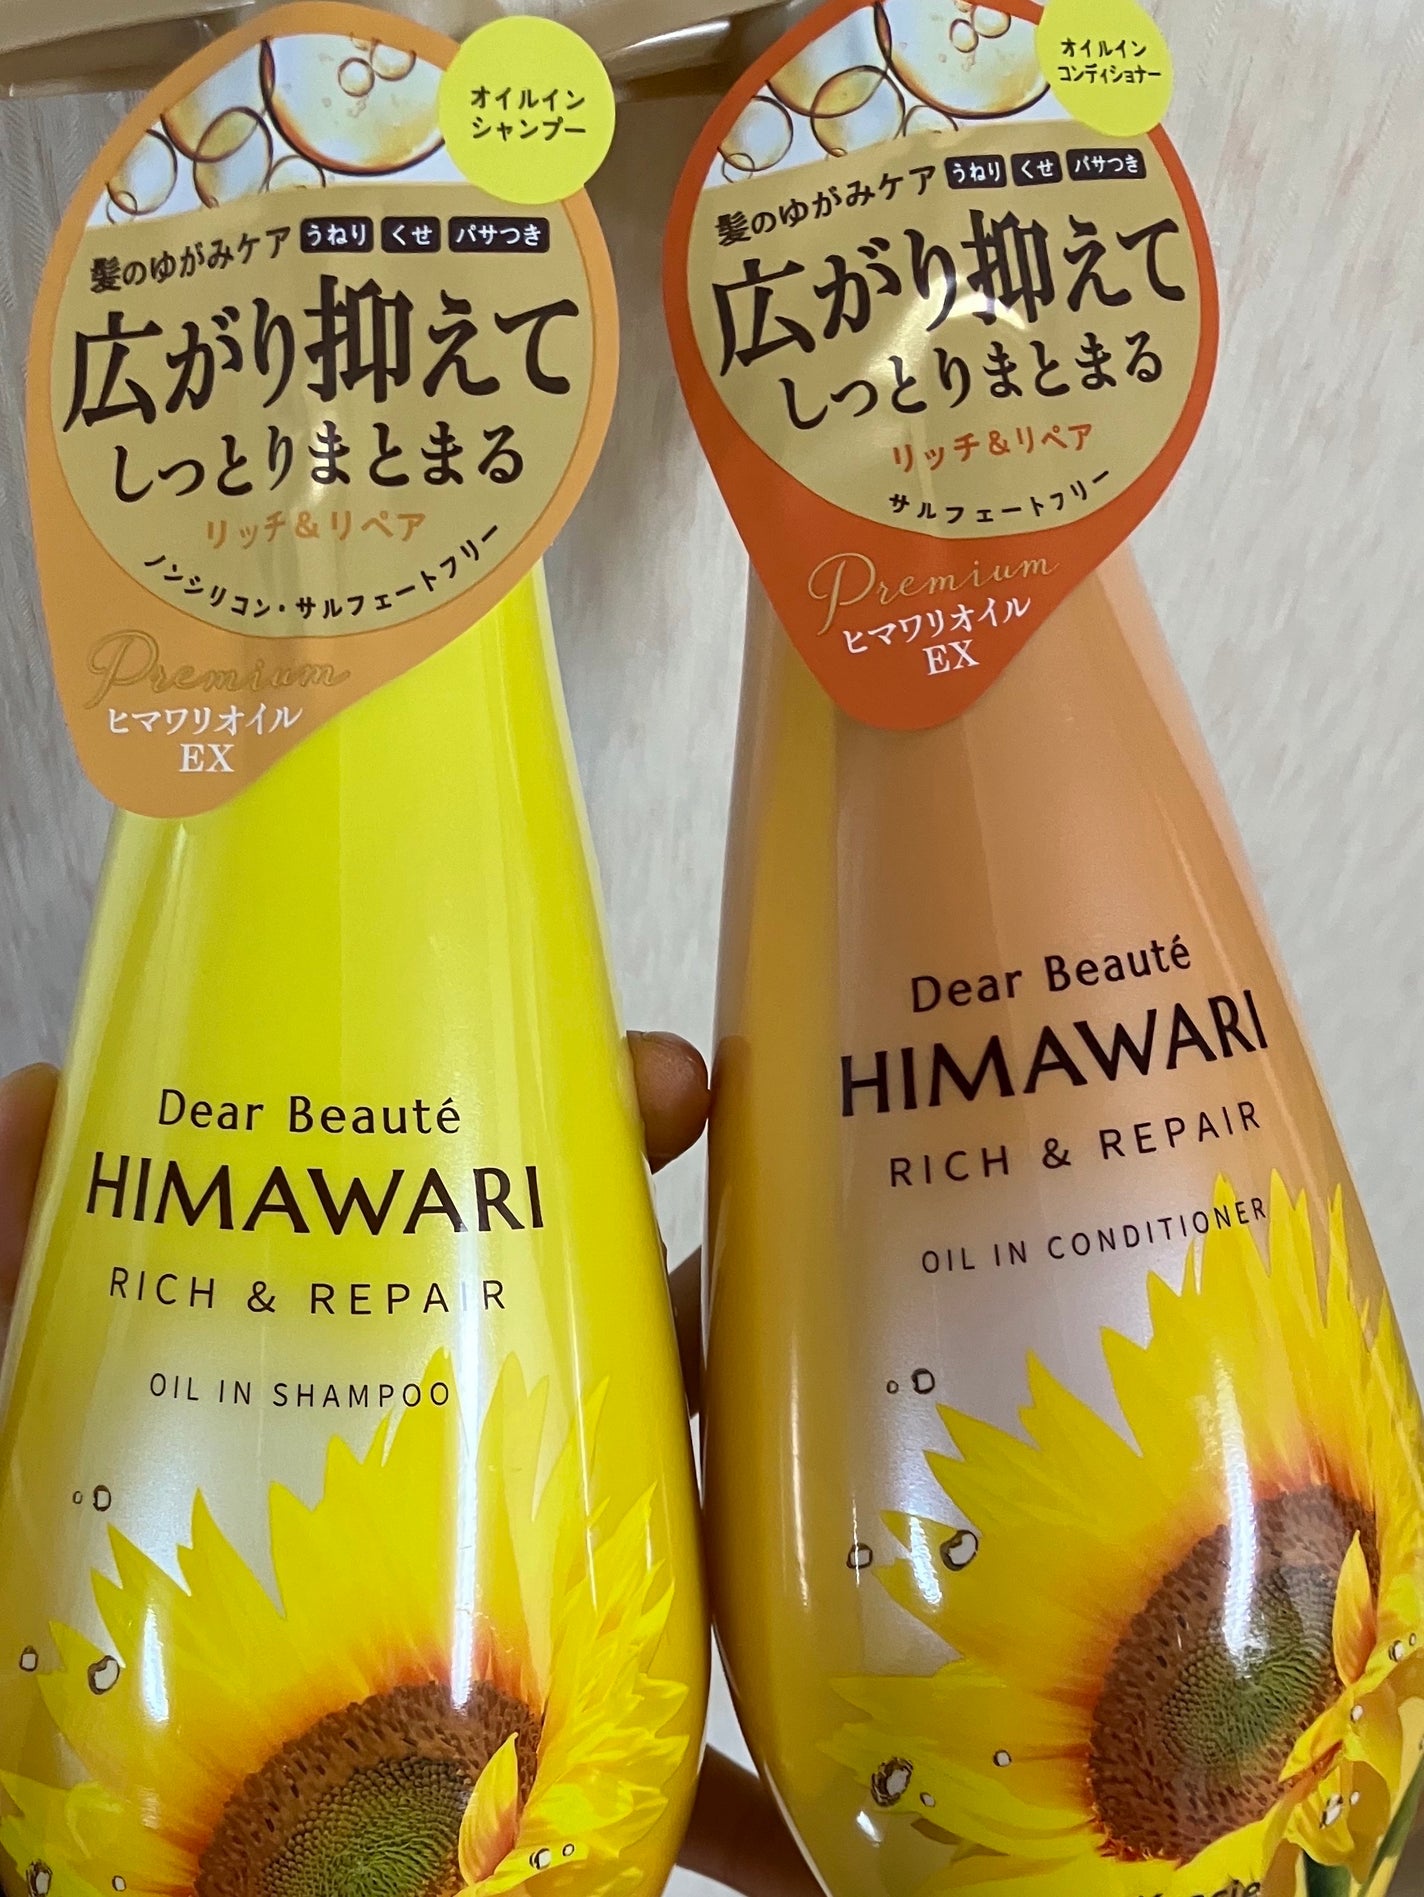 オイルイン
シャンプー
髪のゆがみケア うねり くせ パサつき
広がり抑えて
しっとりまとまる
リッチ&リペア
ノンシリコン・サルフェートフリー
Premium
ヒマワリオイル
EX
Dear Beauté
HIMAWARI
RICH & REPAIR
OIL IN SHAMPOO
オイルイン
コンディショナー
髪のゆがみケア うねり くせ パサつき
広がり抑えて
しっとりまとまる
リッチ&リペア
サルフェートフリー
Premium
ヒマワリオイル
EX
Dear Beauté
HIMAWARI
RICH & REPAIR
OIL IN CONDITIONER